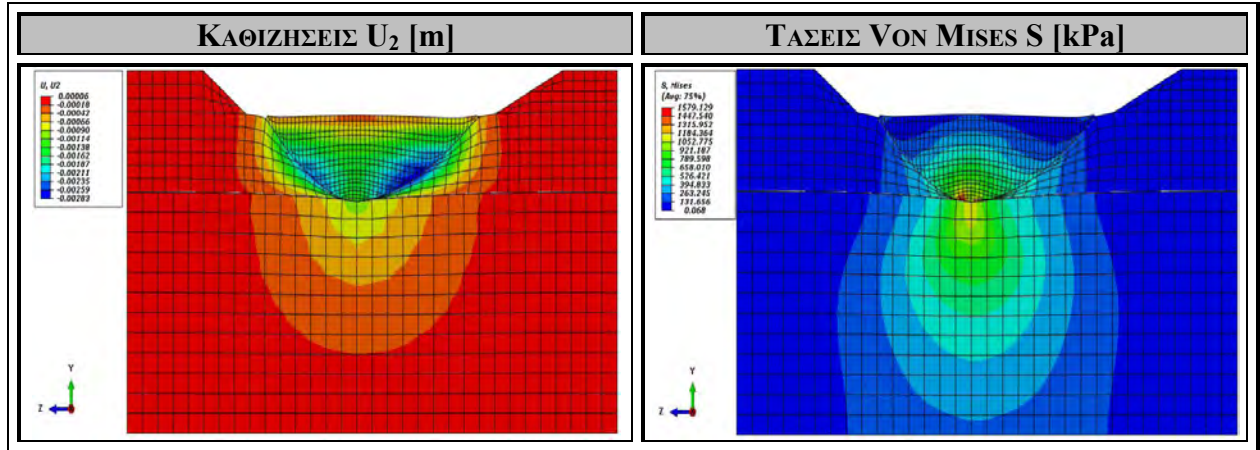 ΚΑΘΙΖΗΣΕΙΣ U2 [m]
ΤΑΣΕΙΣ VON MISES S [kPa]
U, U2
0.00006
-0.00018
-0.00042
-0.00066
-0.00090
-0.00114
-0.00138
-0.00162
-0.00187
-0.00211
-0.00235
-0.00259
-0.00283
Y
Z
S, Mises
(Avg: 75%)
1579.129
1447.540
1315.952
1184.364
1052.775
921.187
789.598
658.010
526.421
394.833
263.245
131.656
0.068
Y
Z